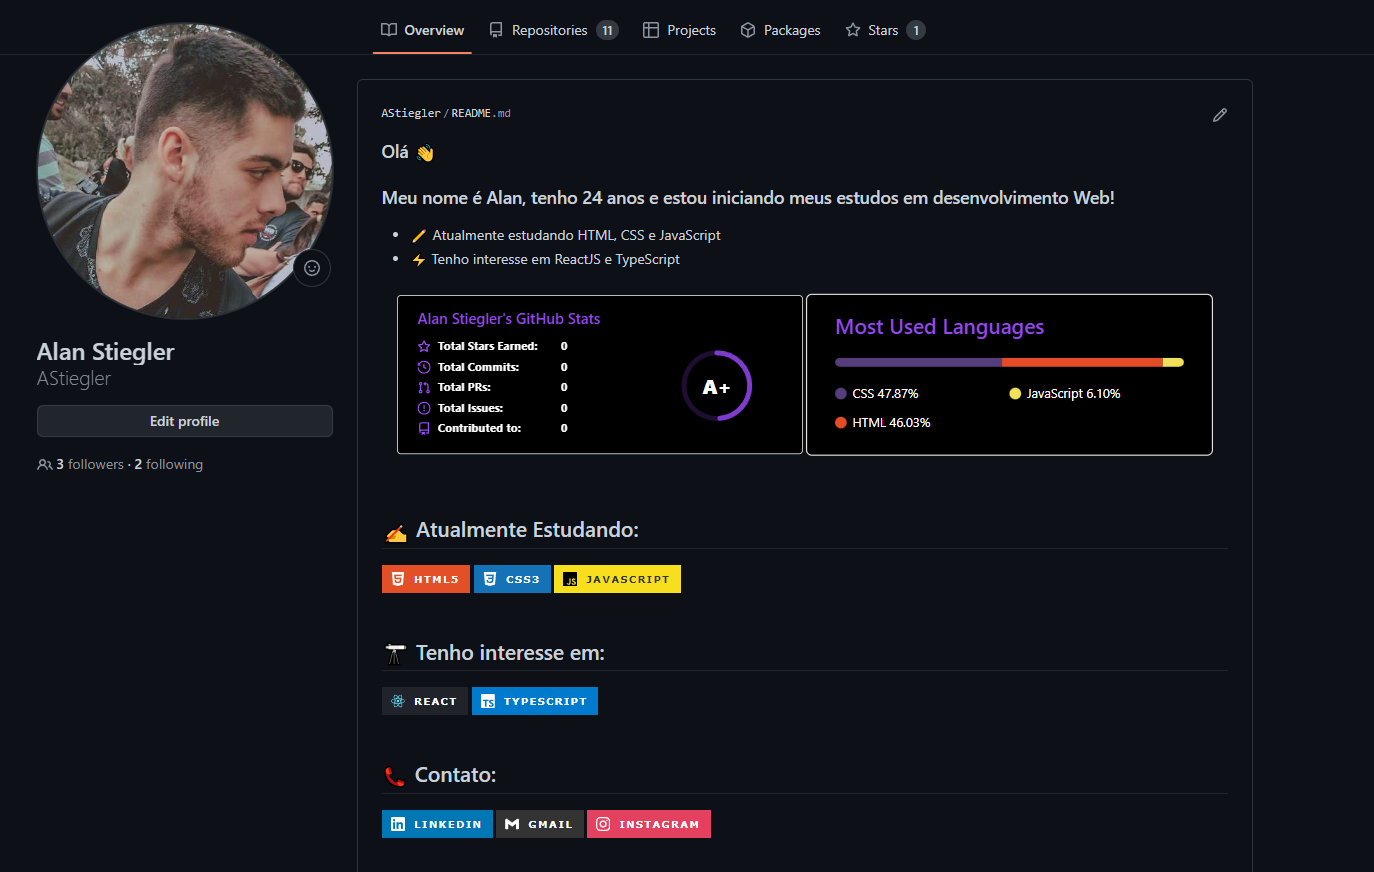 Overview Repositories 11 Projects Packages Stars 1
AStiegler/README.md
Olá 👋
Meu nome é Alan, tenho 24 anos e estou iniciando meus estudos em desenvolvimento Web!
Atualmente estudando HTML, CSS e JavaScript
⚡ Tenho interesse em ReactJS e TypeScript
Alan Stiegler's GitHub Stats
Total Stars Earned: 0
Total Commits: 0
Total PRs: 0
Total Issues: 0
Contributed to: 0
A+
Most Used Languages
CSS 47.87%
JavaScript 6.10%
HTML 46.03%
Alan Stiegler
AStiegler
Edit profile
3 followers · 2 following
✍ Atualmente Estudando:
HTML5 CSS3 JS JAVASCRIPT
Tenho interesse em:
REACT TS TYPESCRIPT
Contato:
in LINKEDIN GMAIL INSTAGRAM